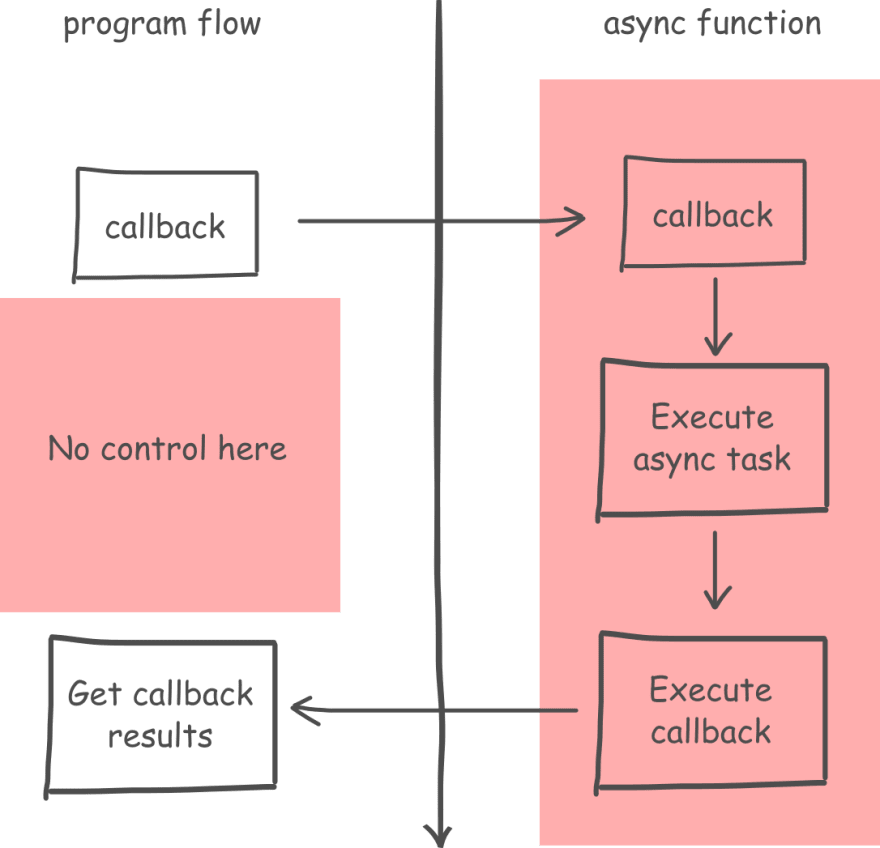 program flow
async function
callback
callback
No control here
Execute
async task
Get callback
results
Execute
callback